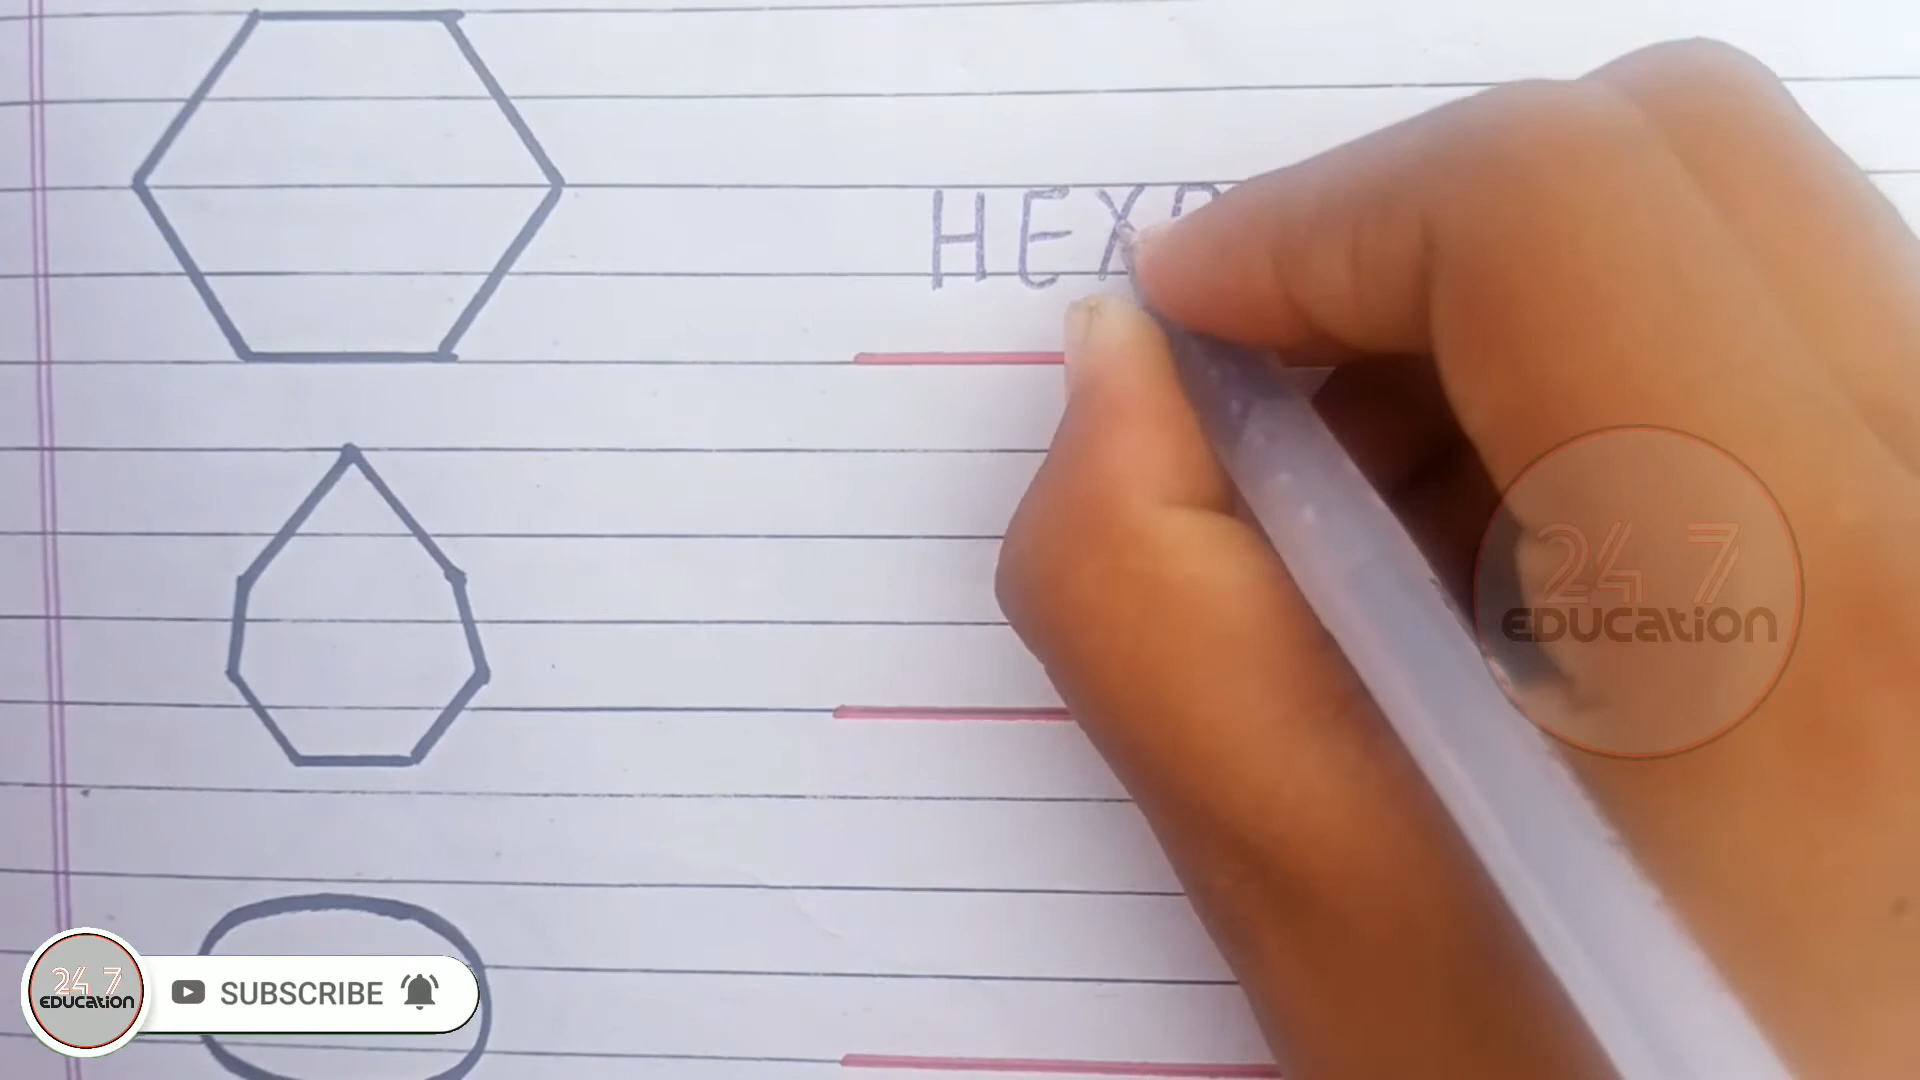 HEX
24 7
EDUCATION
24 7
EDUCATION
SUBSCRIBE